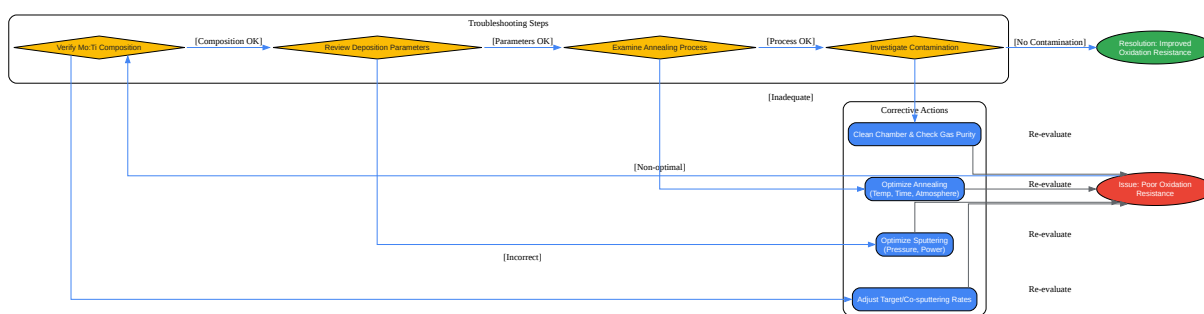 Troubleshooting Steps
Verify Mo:Ti Composition
[Composition OK]
Review Deposition Parameters
[Parameters OK]
Examine Annealing Process
[Process OK]
Investigate Contamination
[No Contamination]
Resolution: Improved
Oxidation Resistance
[Inadequate]
Corrective Actions
Clean Chamber & Check Gas Purity
Re-evaluate
[Non-optimal]
Optimize Annealing
(Temp, Time, Atmosphere)
Re-evaluate
Issue: Poor Oxidation
Resistance
Optimize Sputtering
(Pressure, Power)
Re-evaluate
[Incorrect]
Adjust Target/Co-sputtering Rates
Re-evaluate